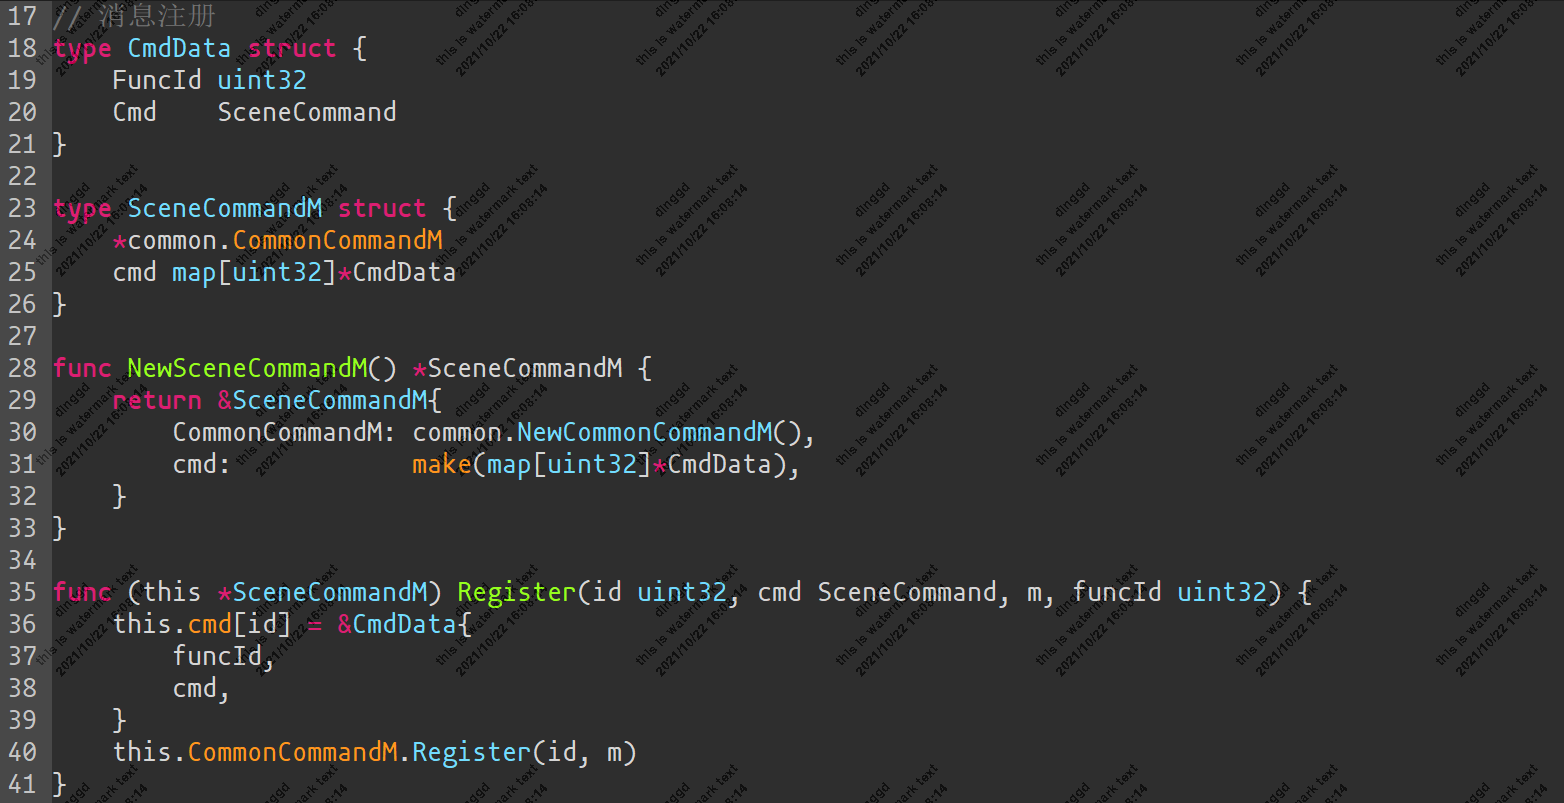 17 // 消息注册
18 type CmdData struct {
19     FuncId uint32
20     Cmd    SceneCommand
21 }
22
23 type SceneCommandM struct {
24     *common.CommonCommandM
25     cmd map[uint32]*CmdData
26 }
27
28 func NewSceneCommandM() *SceneCommandM {
29     return &SceneCommandM{
30         CommonCommandM: common.NewCommonCommandM(),
31         cmd:            make(map[uint32]*CmdData),
32     }
33 }
34
35 func (this *SceneCommandM) Register(id uint32, cmd SceneCommand, m, funcId uint32) {
36     this.cmd[id] = &CmdData{
37         funcId,
38         cmd,
39     }
40     this.CommonCommandM.Register(id, m)
41 }
dinggd
this is watermark text
2021/10/22 16:08:14